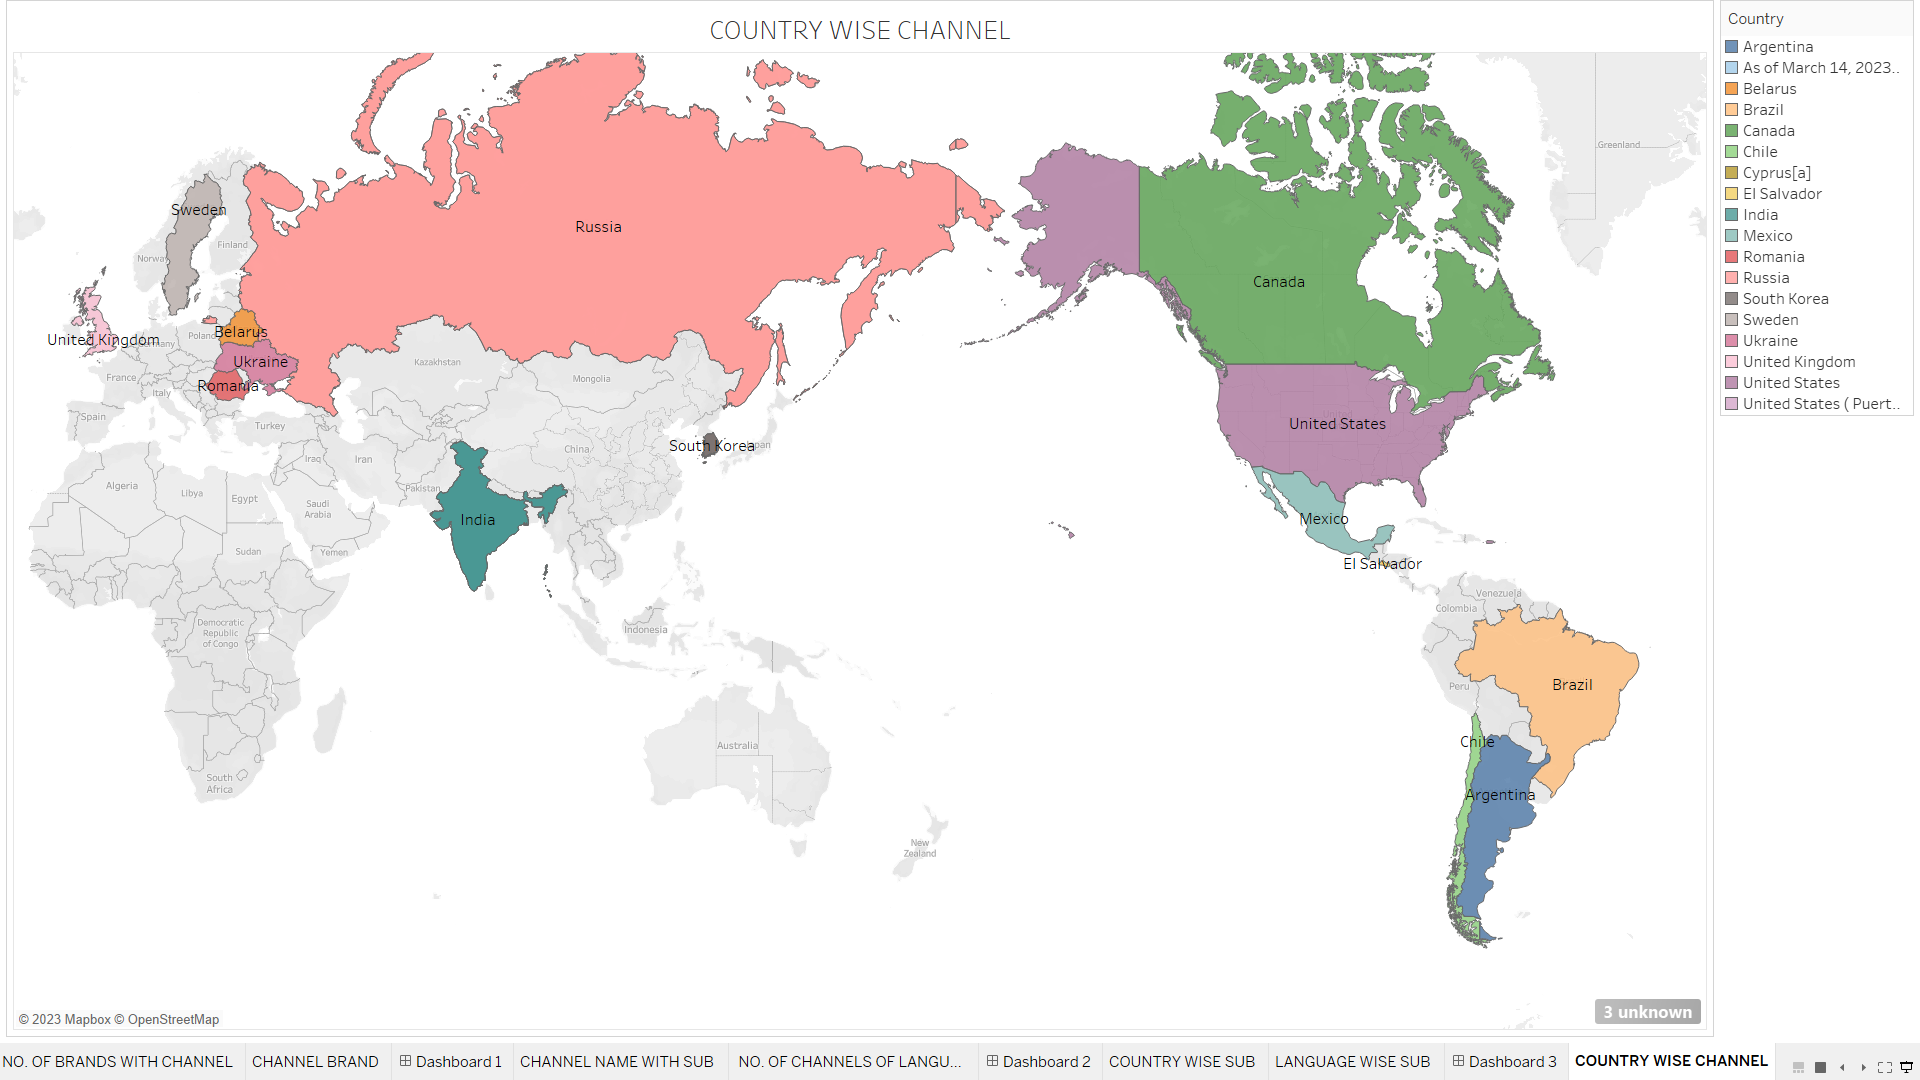 COUNTRY WISE CHANNEL
Country
Argentina
As of March 14, 2023..
Belarus
Brazil
Canada
Chile
Cyprus[a]
El Salvador
India
Mexico
Romania
Russia
South Korea
Sweden
Ukraine
United Kingdom
United States
United States ( Puert..
Greenland
Sweden
Russia
Finland
Norway
Canada
Belarus
Poland
United Kingdom
Ukraine
Kazakhstan
France
Romania
Mongolia
Italy
Spain
Turkey
United States
South Korea
China
Iraq
Iran
Algeria
Pakistan
Libya
Egypt
Saudi
Arabia
India
Mexico
Sudan
Yemen
El Salvador
Venezuela
Colombia
Democratic
Republic
of Congo
Indonesia
Peru
Brazil
Chile
Australia
South
Africa
Argentina
New
Zealand
3 unknown
© 2023 Mapbox © OpenStreetMap
NO. OF BRANDS WITH CHANNEL CHANNEL BRAND Dashboard 1 CHANNEL NAME WITH SUB NO. OF CHANNELS OF LANGU... Dashboard 2 COUNTRY WISE SUB LANGUAGE WISE SUB Dashboard 3 COUNTRY WISE CHANNEL